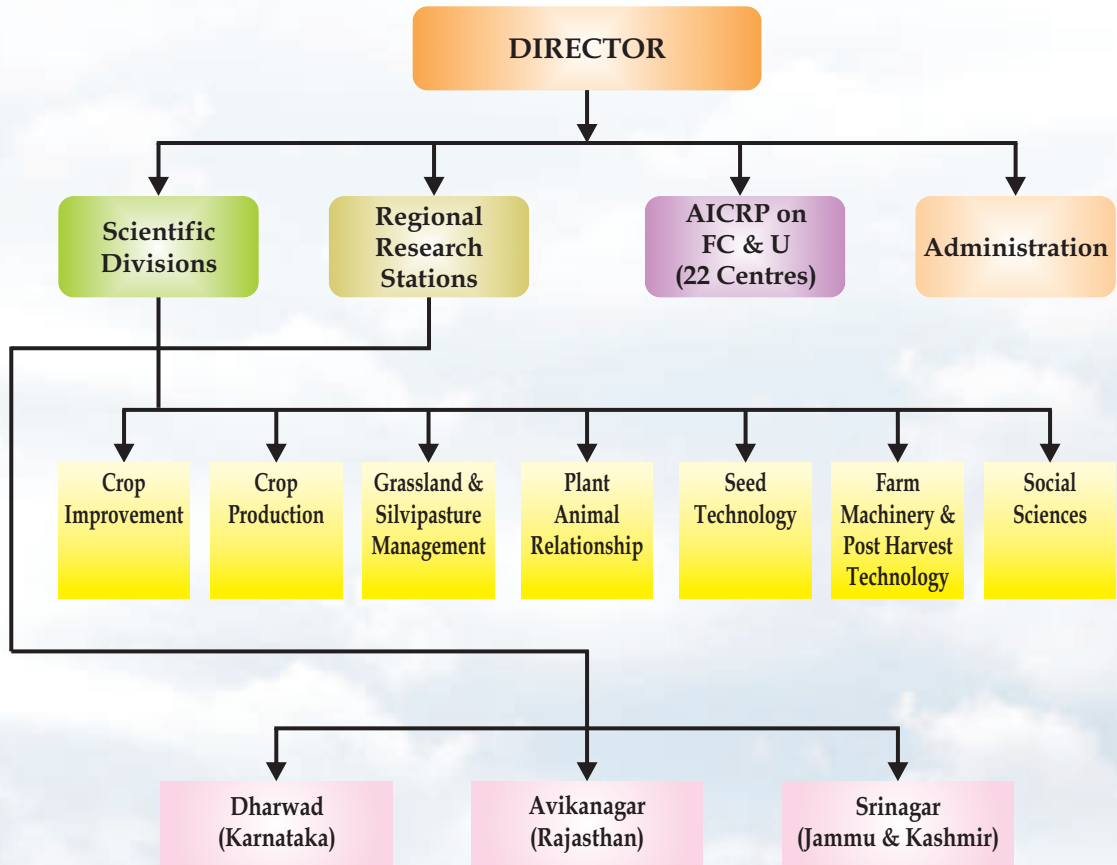 DIRECTOR
Scientific
Divisions
Regional
Research
Stations
AICRP on
FC & U
(22 Centres)
Administration
Crop
Improvement
Crop
Production
Grassland &
Silvipasture
Management
Plant
Animal
Relationship
Seed
Technology
Farm
Machinery &
Post Harvest
Technology
Social
Sciences
Dharwad
(Karnataka)
Avikanagar
(Rajasthan)
Srinagar
(Jammu & Kashmir)